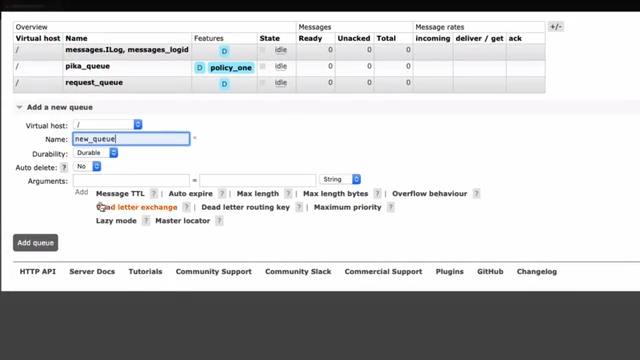 Overview Messages Message rates +/-
Virtual host Name Features State Ready Unacked Total incoming deliver / get ack
/ messages.ILog, messages_logid D idle 0 0 0
/ pika_queue D policy_one idle 0 0 0
/ request_queue D idle 0 0 0
Add a new queue
Virtual host: /
Name: new_queue *
Durability: Durable
Auto delete: ? No
Arguments: = String
Add Message TTL ? | Auto expire ? | Max length ? | Max length bytes ? | Overflow behaviour ?
Dead letter exchange ? | Dead letter routing key ? | Maximum priority ?
Lazy mode ? Master locator ?
Add queue
HTTP API Server Docs Tutorials Community Support Community Slack Commercial Support Plugins GitHub Changelog